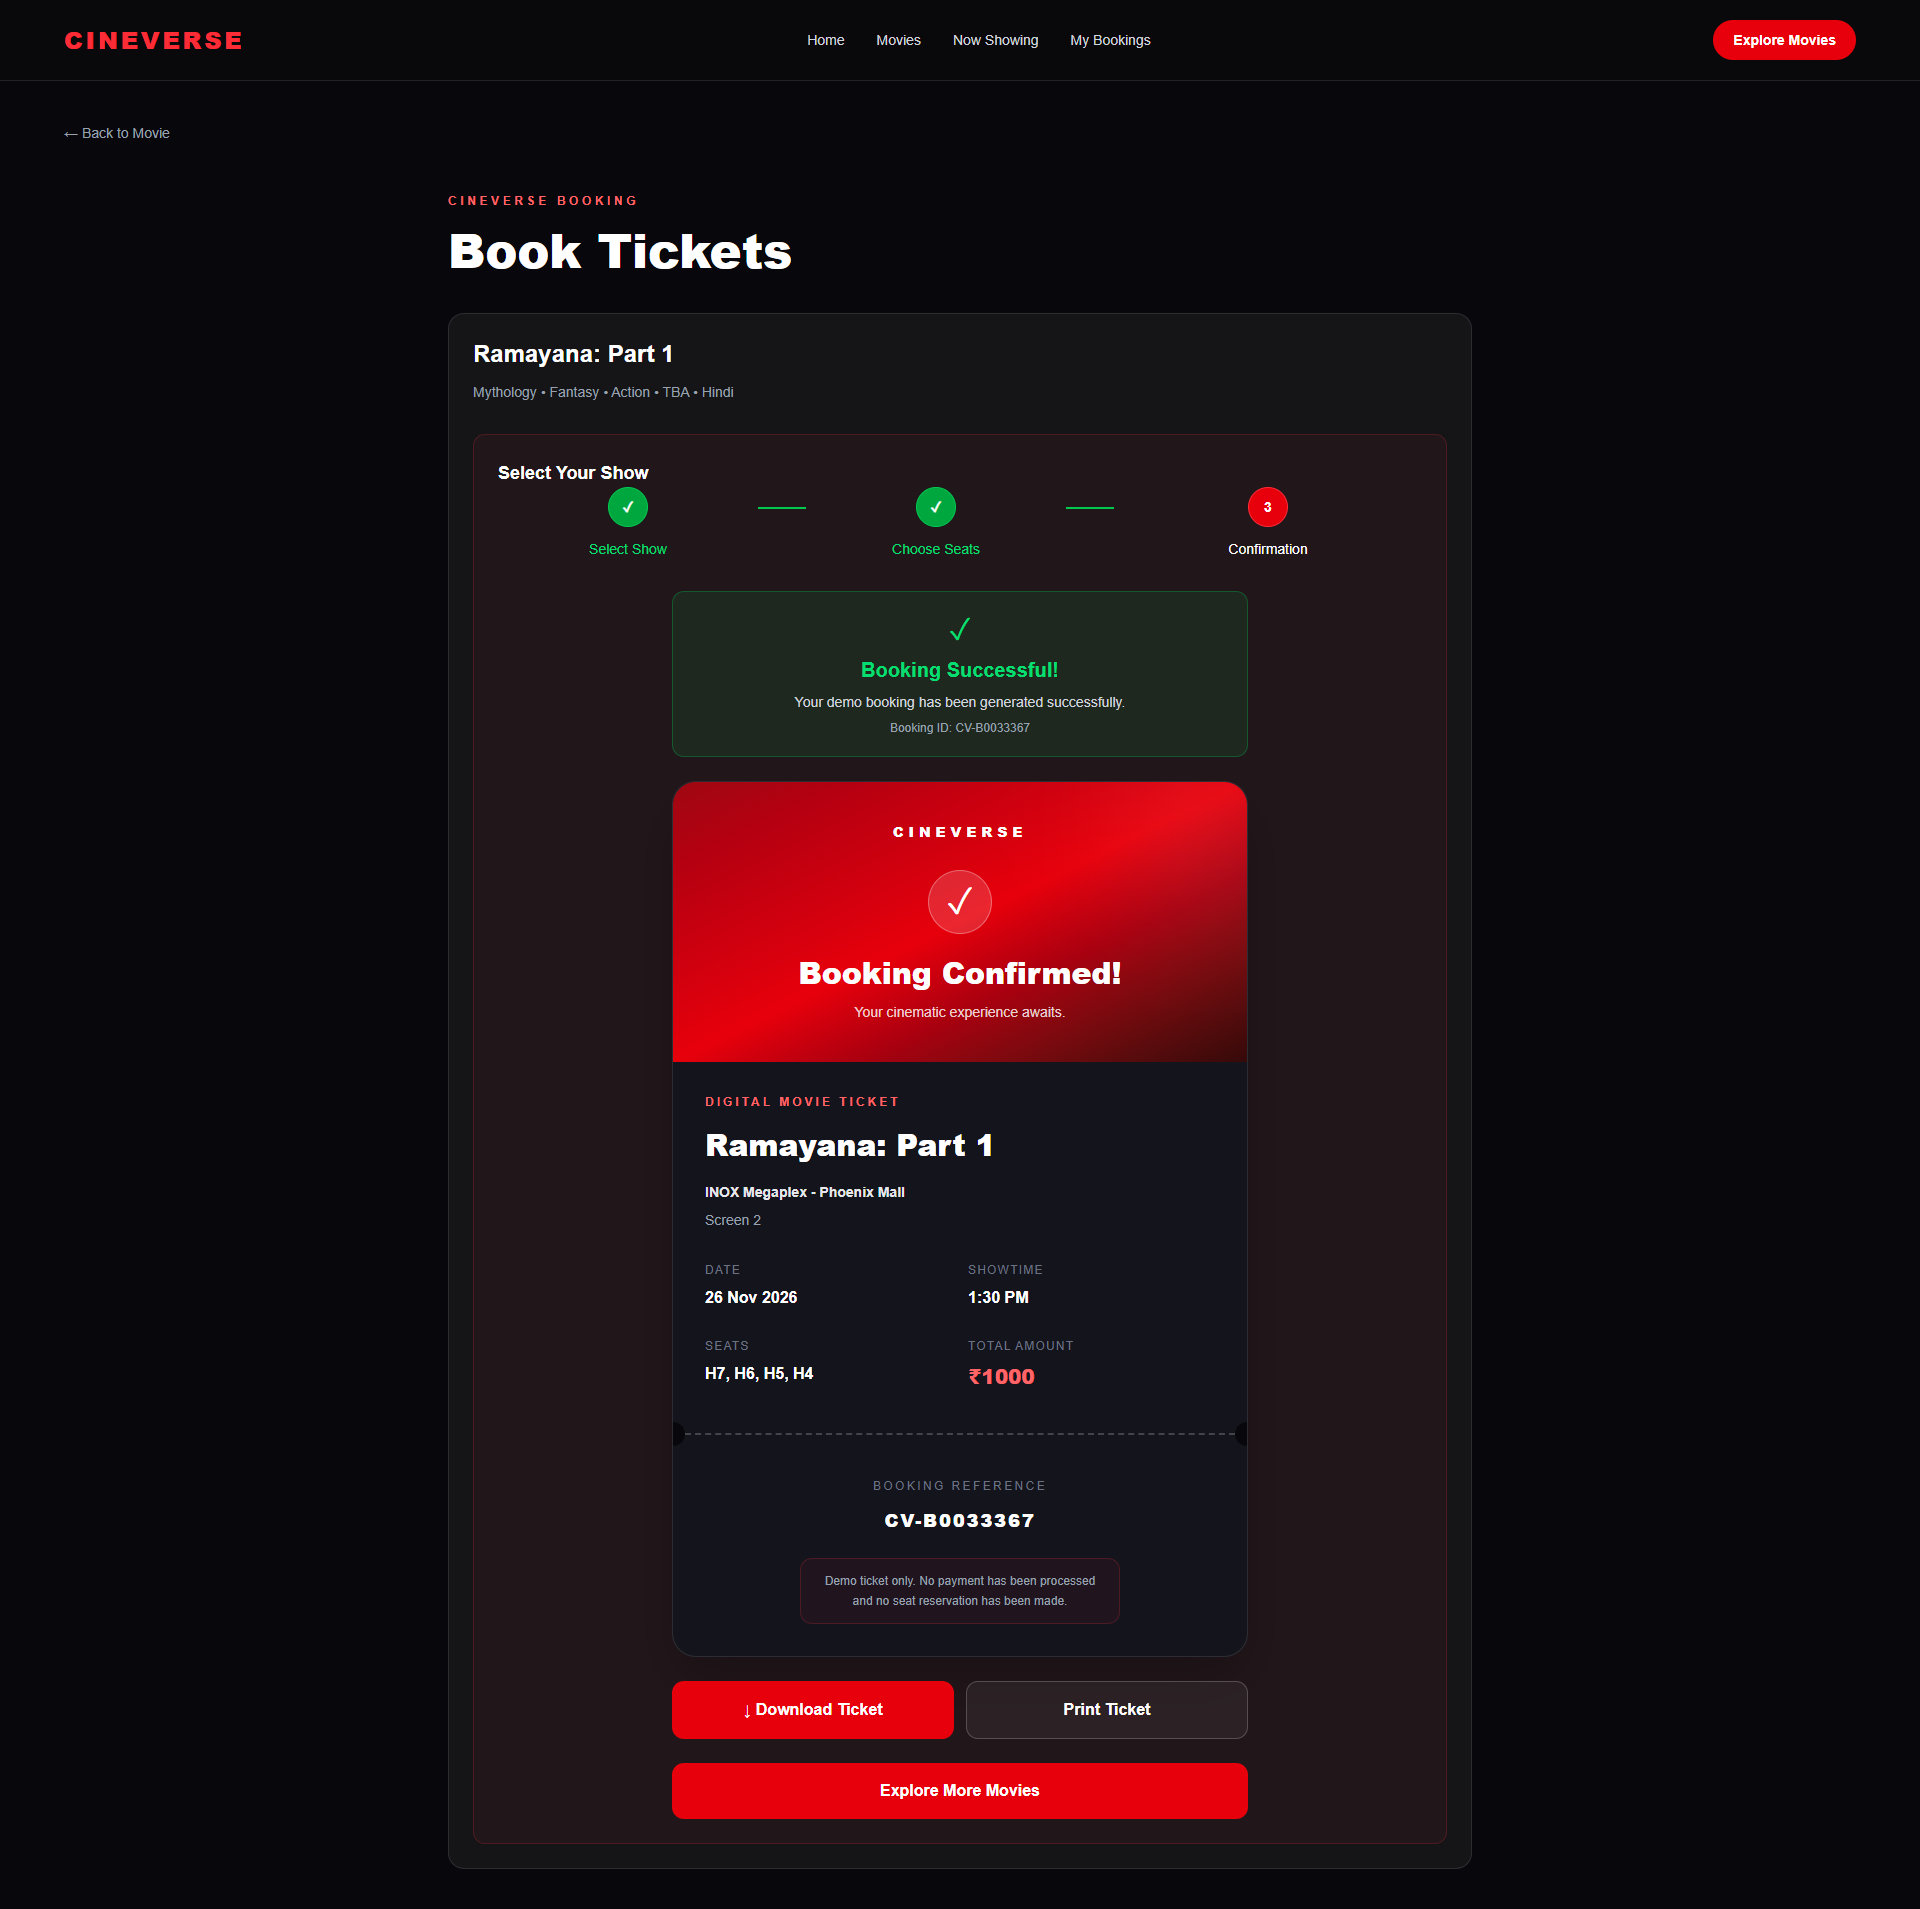 CINEVERSE
Home Movies Now Showing My Bookings
Explore Movies
← Back to Movie
CINEVERSE BOOKING
Book Tickets
Ramayana: Part 1
Mythology • Fantasy • Action • TBA • Hindi
Select Your Show
✓ ✓ 3
Select Show Choose Seats Confirmation
✓
Booking Successful!
Your demo booking has been generated successfully.
Booking ID: CV-B0033367
CINEVERSE
✓
Booking Confirmed!
Your cinematic experience awaits.
DIGITAL MOVIE TICKET
Ramayana: Part 1
INOX Megaplex - Phoenix Mall
Screen 2
DATE SHOWTIME
26 Nov 2026 1:30 PM
SEATS TOTAL AMOUNT
H7, H6, H5, H4 ₹1000
BOOKING REFERENCE
CV-B0033367
Demo ticket only. No payment has been processed
and no seat reservation has been made.
↓ Download Ticket Print Ticket
Explore More Movies